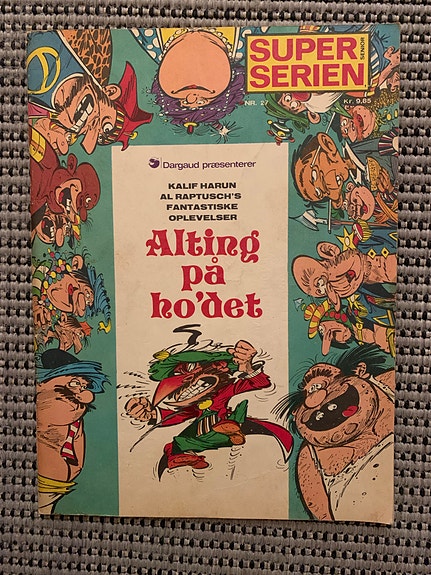 SUPER
SERIEN
SENIOR
NR. 27
Kr. 9,85
Dargaud præsenterer
KALIF HARUN
AL RAPTUSCH'S
FANTASTISKE
OPLEVELSER
Alting
på
ho'det